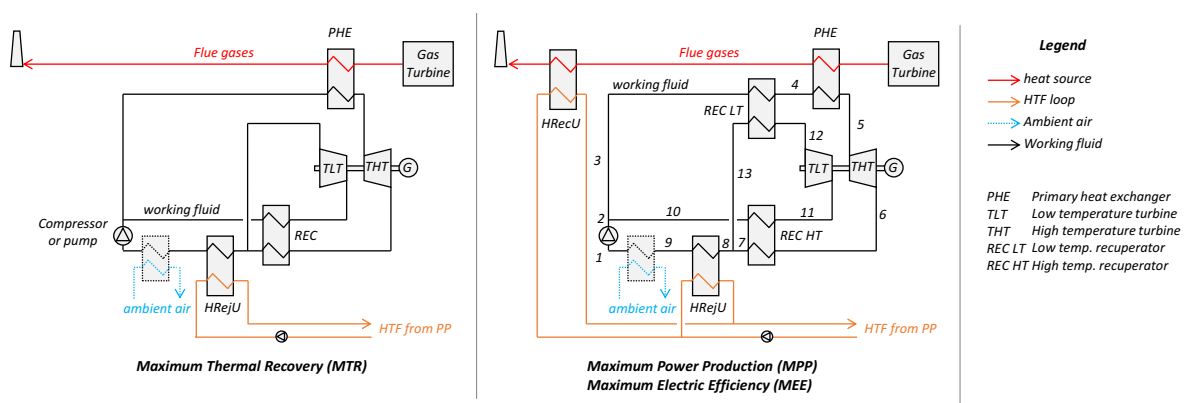 PHE
Flue gases
Gas
Turbine
TLT
THT
G
working fluid
Compressor
or pump
REC
ambient air
HRejU
HTF from PP
Maximum Thermal Recovery (MTR)
PHE
Flue gases
Gas
Turbine
working fluid
4
REC LT
HRecU
5
12
3
TLT
THT
G
13
2
10
11
6
1
9
8
7
REC HT
ambient air
HRejU
HTF from PP
Maximum Power Production (MPP)
Maximum Electric Efficiency (MEE)
Legend
heat source
HTF loop
Ambient air
Working fluid
PHE Primary heat exchanger
TLT Low temperature turbine
THT High temperature turbine
REC LT Low temp. recuperator
REC HT High temp. recuperator